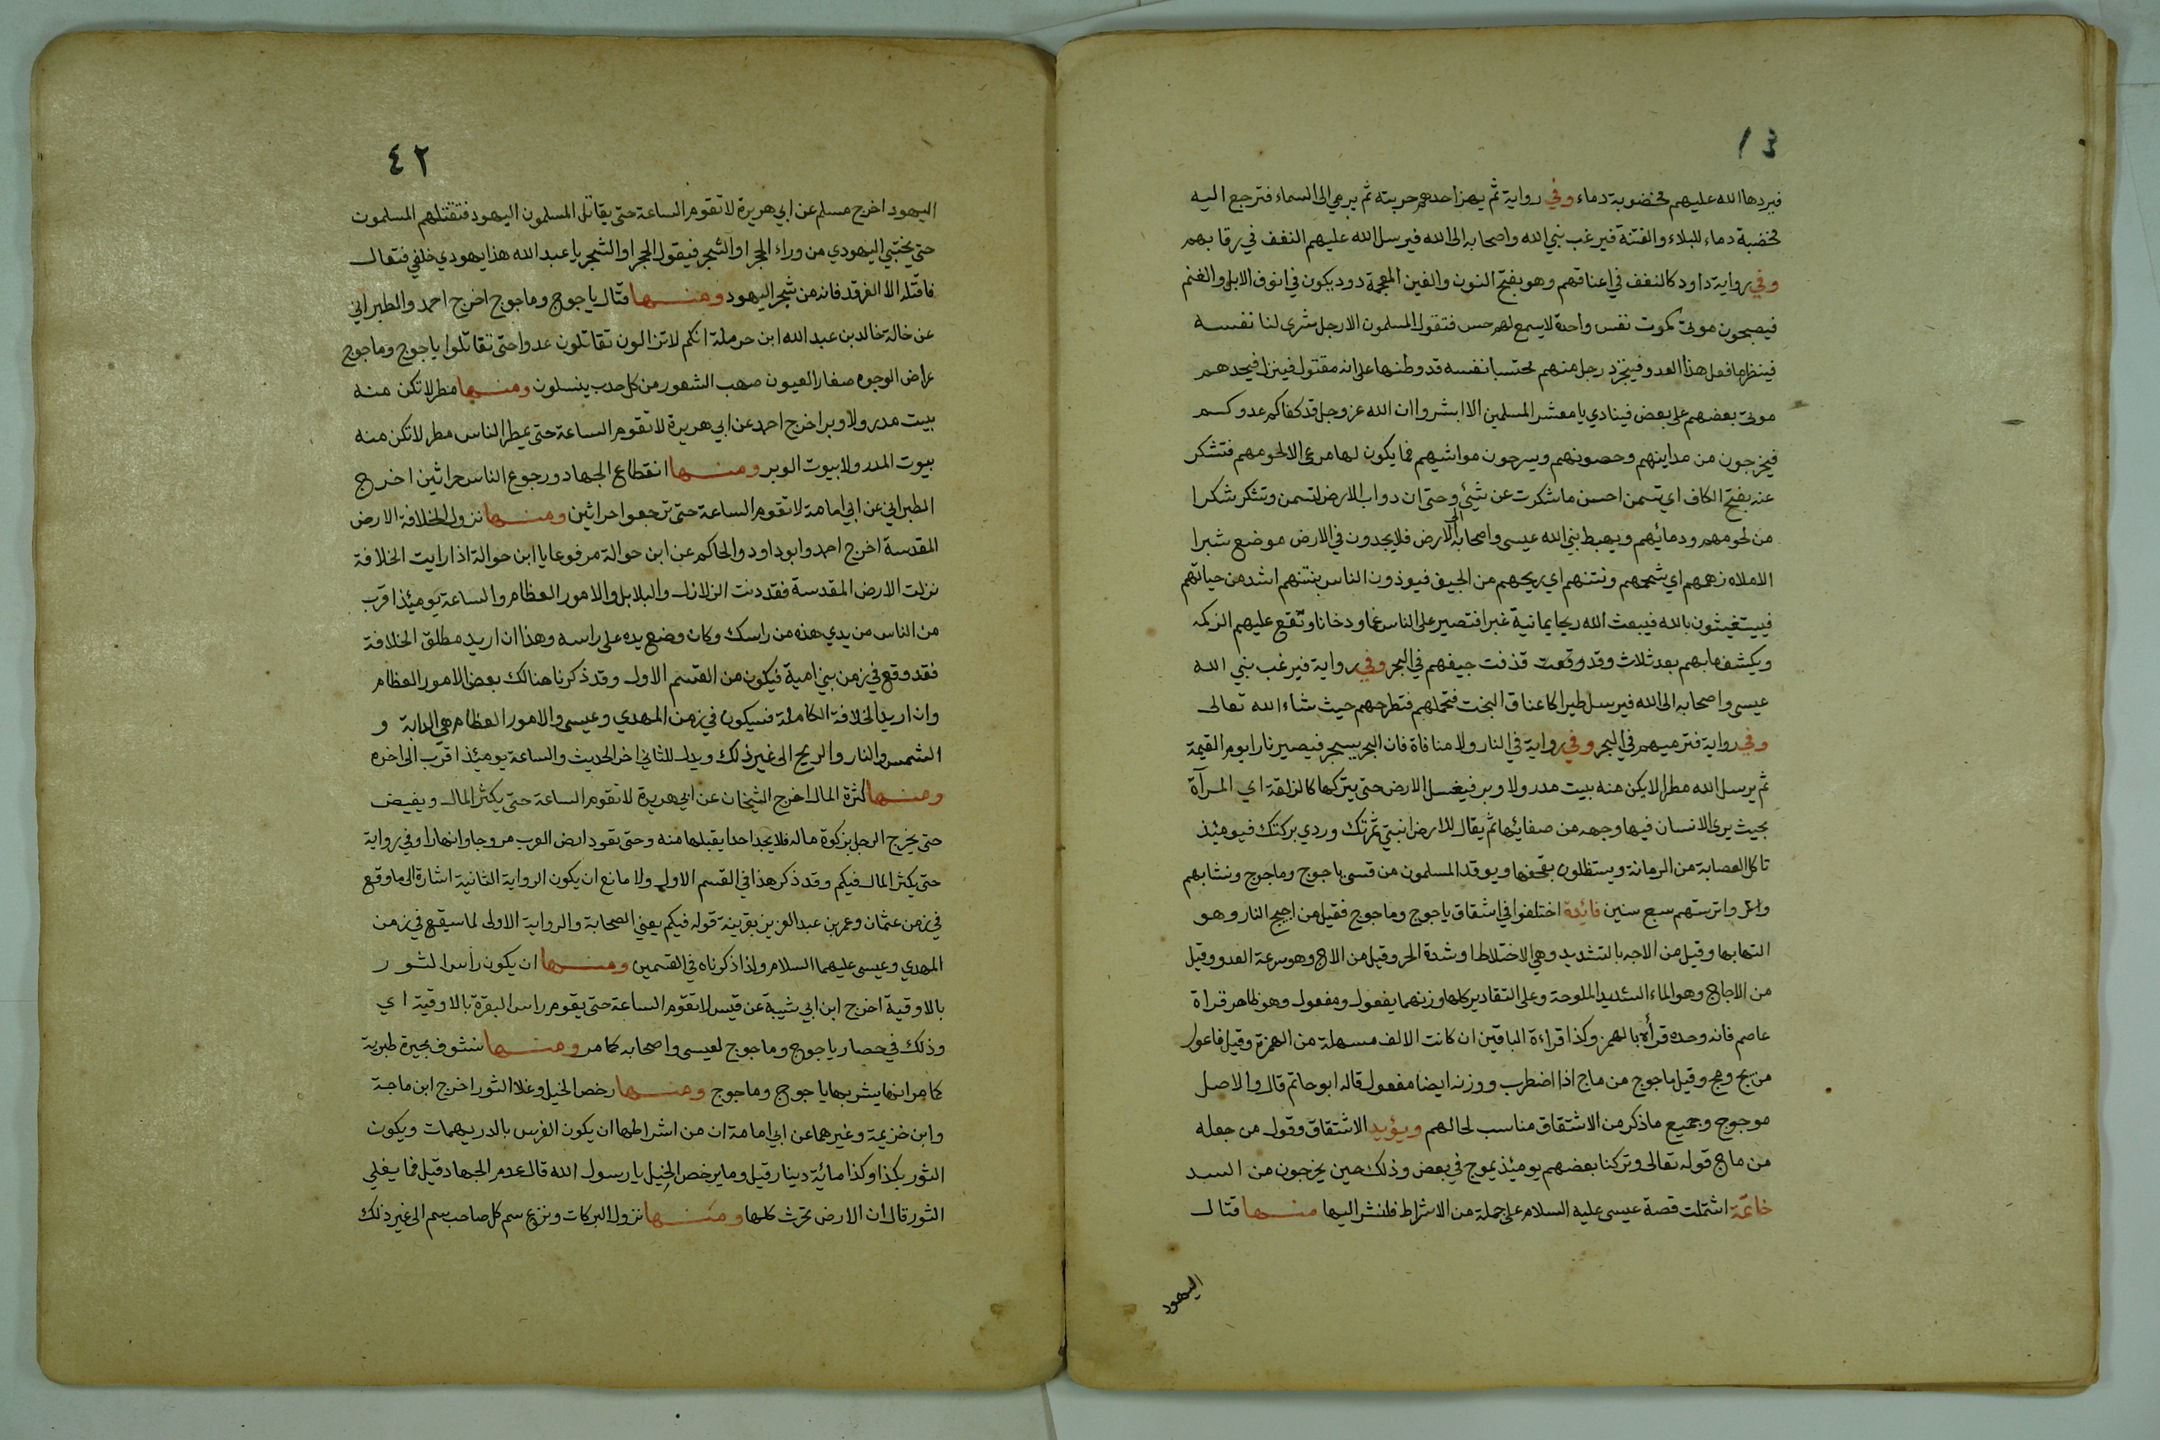 ٤١
فيردها الله عليهم مخضوبة دماء وفي رواية ثم يهز احدهم حربته ثم يرمي الى السماء فترجع اليه
مخضبة دماء للبلاء والفتنة فيرغب نبي الله واصحابه الى الله فيرسل الله عليهم النغف في رقابهم
وفي رواية داود كالنغف في اعناقهم وهو بفتح النون والغين المعجمة دود يكون في انوف الابل والغنم
فيصبحون موتى كموت نفس واحدة لا يسمع لهم حس فتقول المسلمون الا رجل شرى لنا نفسه
فينظر ما فعل هذا العدو فيتجرد رجل منهم محتسبا نفسه قد وطنها على انه مقتول فينزل فيجدهم
موتى بعضهم على بعض فينادي يا معشر المسلمين الا ابشروا ان الله عز وجل قد كفاكم عدوكم
فيخرجون من مداينهم وحصونهم ويسرحون مواشيهم فما يكون لها مرعى الا لحومهم فتشكر
عنه بفتح الكاف اي تسمن احسن ما شكرت عن شيئ وحتى ان دواب الارض لتسمن وتشكر شكرا
من لحومهم ودمائهم ويهبط نبي الله عيسى واصحابه الى الارض فلا يجدون في الارض موضع شبرا
الا ملاه زهمهم اي شحمهم ونتنهم اي ريحهم من الجيف فيوذون الناس بنتنهم اشد من حياتهم
فيستغيثون بالله فيبعث الله ريحا يمانية غبرا فتصير على الناس غما ودخانا وتقع عليهم الزكمه
ويكشف ما بهم بعد ثلاث وقد وقعت قذفت جيفهم في البحر وفي رواية فيرغب نبي الله
عيسى واصحابه الى الله فيرسل طيرا كاعناق البخت فتحملهم فتطرحهم حيث شاء الله تعالى
وفي رواية فترميهم في البحر وفي رواية في النار ولا منافاة فان البحر يسجر فيصير نارا يوم القيمة
ثم يرسل الله مطرا لا يكن منه بيت مدر ولا وبر فيغسل الارض حتى يتركها كالزلقة اي المرآة
بحيث يرى الانسان فيها وجهه من صفائها ثم يقال للارض انبتي ثمرتك وردي بركتك فيومئذ
تاكل العصابة من الرمانة ويستظلون بقحفها ويوقد المسلمون من قسي ياجوج وماجوج ونشابهم
واترستهم سبع سنين فائدة اختلفوا في اشتقاق ياجوج وماجوج فقيل من اجيج النار وهو
التهابها وقيل من الاجه بالتشديد وهي الاختلاط او شدة الحر وقيل من الاج وهو سرعة العدو وقيل
من الاجاج وهو الماء الشديد الملوحة وعلى التقادير كلها وزنهما يفعول ومفعول وهو ظاهر قراة
عاصم فانه وحده قرأه بالهمز وكذا قراءة الباقين ان كانت الالف مسهلة من الهمزة وقيل فاعول
من يج ومج وقيل ماجوج من ماج اذا اضطرب ووزنه ايضا مفعول قاله ابو حاتم قال والاصل
موجوج وجميع ما ذكر من الاشتقاق مناسب لحالهم ويؤيد الاشتقاق وقول من جعله
من ماج قوله تعالى وتركنا بعضهم يومئذ يموج في بعض وذلك حين يخرجون من السد
خاتمة اشتملت قصة عيسى عليه السلام على جملة من الاشراط فلنشر اليها منها قتال
اليهود
٤٢
اليهود اخرج مسلم عن ابي هريرة لا تقوم الساعة حتى يقاتل المسلمون اليهود فتقتلهم المسلمون
حتى يختبي اليهودي من وراء الحجر او الشجر فيقول الحجر او الشجر يا عبد الله هذا يهودي خلفي فتعال
فاقتله الا الغرقد فانه من شجر اليهود ومنها قتال ياجوج وماجوج اخرج احمد والطبراني
عن خالة خالد بن عبد الله ابن حرملة انكم لا تزالون تقاتلون عدوا حتى تقاتلوا ياجوج وماجوج
عراض الوجوه صغار العيون صهب الشعور من كل حدب ينسلون ومنها مطر لا تكن منه
بيت مدر ولا وبر اخرج احمد عن ابي هريرة لا تقوم الساعة حتى يمطر الناس مطر لا تكن منه
بيوت المدر ولا بيوت الوبر ومنها انقطاع الجهاد ورجوع الناس حراثين اخرج
الطبراني عن ابي امامة لا تقوم الساعة حتى ترجعوا حراثين ومنها نزول الخلافة الارض
المقدسة اخرج احمد وابو داود والحاكم عن ابن حوالة مرفوعا يا ابن حوالة اذا رايت الخلافة
نزلت الارض المقدسة فقد دنت الزلازل والبلابل والامور العظام والساعة يومئذ اقرب
من الناس من يدي هذه من راسك وكان وضع يده على راسه وهذا ان اريد مطلق الخلافة
فقد وقع في زمن بني امية فيكون من القسم الاول وقد ذكرنا هنالك بعض الامور العظام
وان اريد الخلافة الكاملة فسيكون في زمن المهدي وعيسى والامور العظام هي الدابة و
الشمس والنار والريح الى غير ذلك ويدل للثاني اخر الحديث والساعة يومئذ اقرب الى اخره
ومنها كثرة المال اخرج الشيخان عن ابي هريرة لا تقوم الساعة حتى يكثر المال ويفيض
حتى يخرج الرجل بزكوة ماله فلا يجد احدا يقبلها منه وحتى تعود ارض العرب مروجا وانهارا وفي رواية
حتى يكثر المال فيكم وقد ذكر هذا في القسم الاول ولا مانع ان يكون الرواية الثانية اشارة الى ما وقع
في زمن عثمان وعمر بن عبد العزيز بقرينة قوله فيكم يعني الصحابة والرواية الاولى لما سيقع في زمن
المهدي وعيسى عليهما السلام ولذا ذكرناه في القسمين ومنها ان يكون رأس الثور
بالاوقية اخرج ابن ابي شيبة عن قيس لا تقوم الساعة حتى يقوم راس البقرة بالاوقية اي
وذلك في حصار ياجوج وماجوج لعيسى واصحابه كما مر ومنها نشوف بحيرة طبرية
كما مر انها يشربها ياجوج وماجوج ومنها رخص الخيل وغلا الثور اخرج ابن ماجة
وابن خزيمة وغيرهما عن ابي امامة ان من اشراطها ان يكون الفرس بالدريهمات ويكون
الثور بكذا وكذا مائة دينار قيل وما يرخص الخيل يا رسول الله قال عدم الجهاد قيل فما يغلي
الثور قال ان الارض تحرث كلها ومنها نزول البركات ونزع سم كل صاحب سم الى غير ذلك